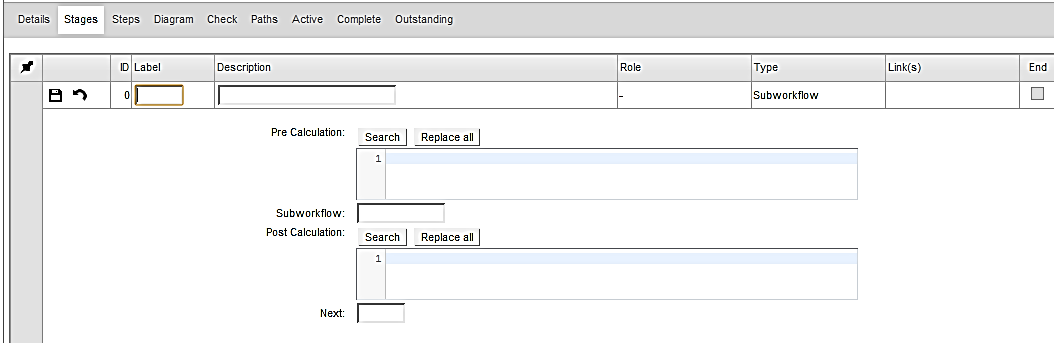 Details Stages Steps Diagram Check Paths Active Complete Outstanding
ID Label Description Role Type Link(s) End
0 - Subworkflow
Pre Calculation: Search Replace all
1
Subworkflow:
Post Calculation: Search Replace all
1
Next: